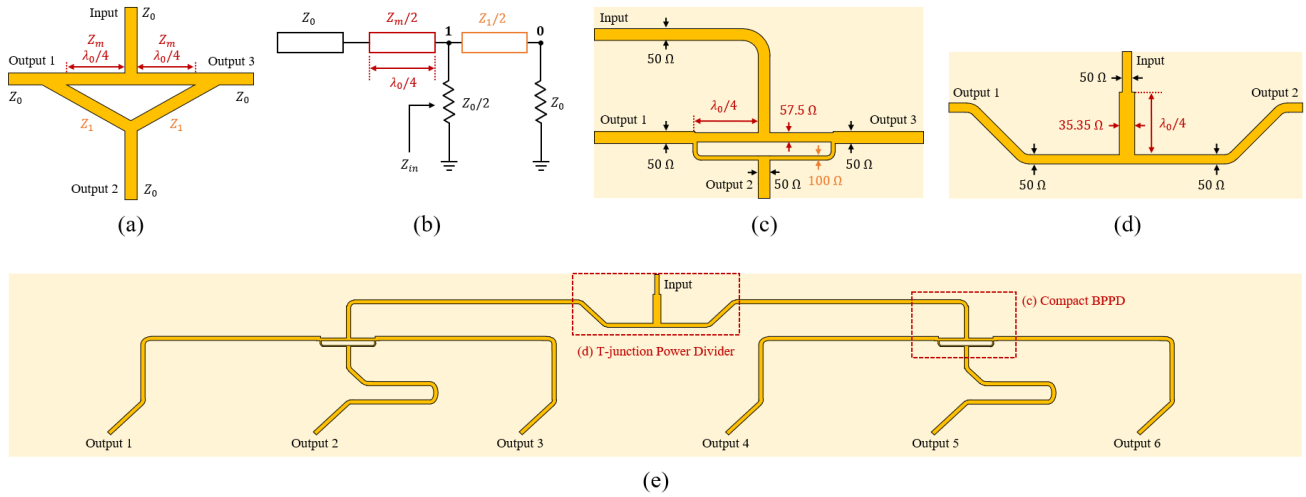 Input
Z₀
Zₘ
Zₘ
λ₀/4
λ₀/4
Output 1
Output 3
Z₀
Z₀
Z₁
Z₁
Output 2
Z₀
(a)
Z₀
Zₘ/2
1
Z₁/2
0
λ₀/4
Z₀/2
Z₀
Zᵢₙ
(b)
Input
50 Ω
λ₀/4
57.5 Ω
Output 1
Output 3
50 Ω
50 Ω
Output 2
50 Ω
100 Ω
(c)
Input
50 Ω
Output 1
Output 2
35.35 Ω
λ₀/4
50 Ω
50 Ω
(d)
Input
(c) Compact BPPD
(d) T-junction Power Divider
Output 1
Output 2
Output 3
Output 4
Output 5
Output 6
(e)